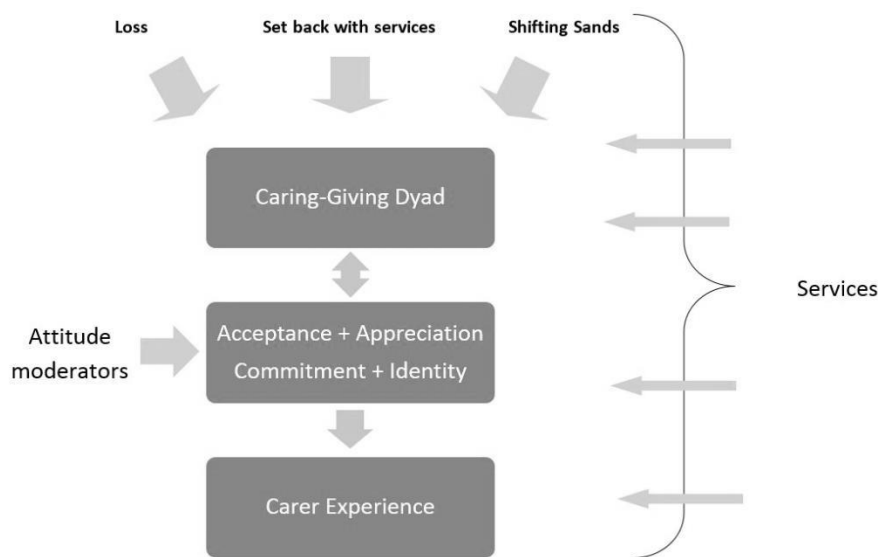 Loss
Set back with services
Shifting Sands
Caring-Giving Dyad
Services
Attitude
moderators
Acceptance + Appreciation
Commitment + Identity
Carer Experience